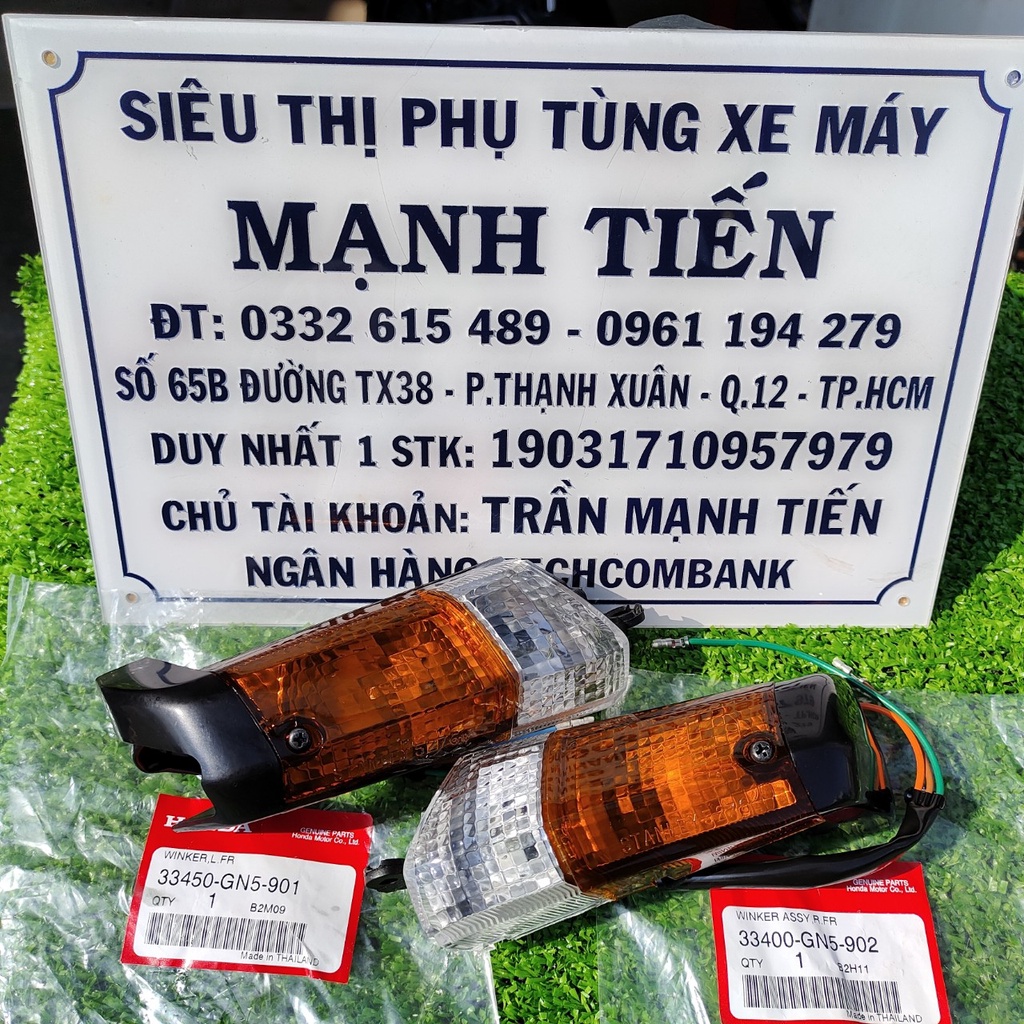 SIÊU THỊ PHỤ TÙNG XE MÁY
MẠNH TIẾN
ĐT: 0332 615 489 - 0961 194 279
SỐ 65B ĐƯỜNG TX38 - P.THẠNH XUÂN - Q.12 - TP.HCM
DUY NHẤT 1 STK: 19031710957979
CHỦ TÀI KHOẢN: TRẦN MẠNH TIẾN
NGÂN HÀNG TECHCOMBANK
STANLEY
HONDA
GENUINE PARTS
Honda Motor Co., Ltd.
WINKER,L.FR
33450-GN5-901
QTY 1 B2M09
Made in THAILAND
GENUINE PARTS
Honda Motor Co., Ltd.
WINKER ASSY R,FR
33400-GN5-902
QTY 1 B2H11
Made in THAILAND